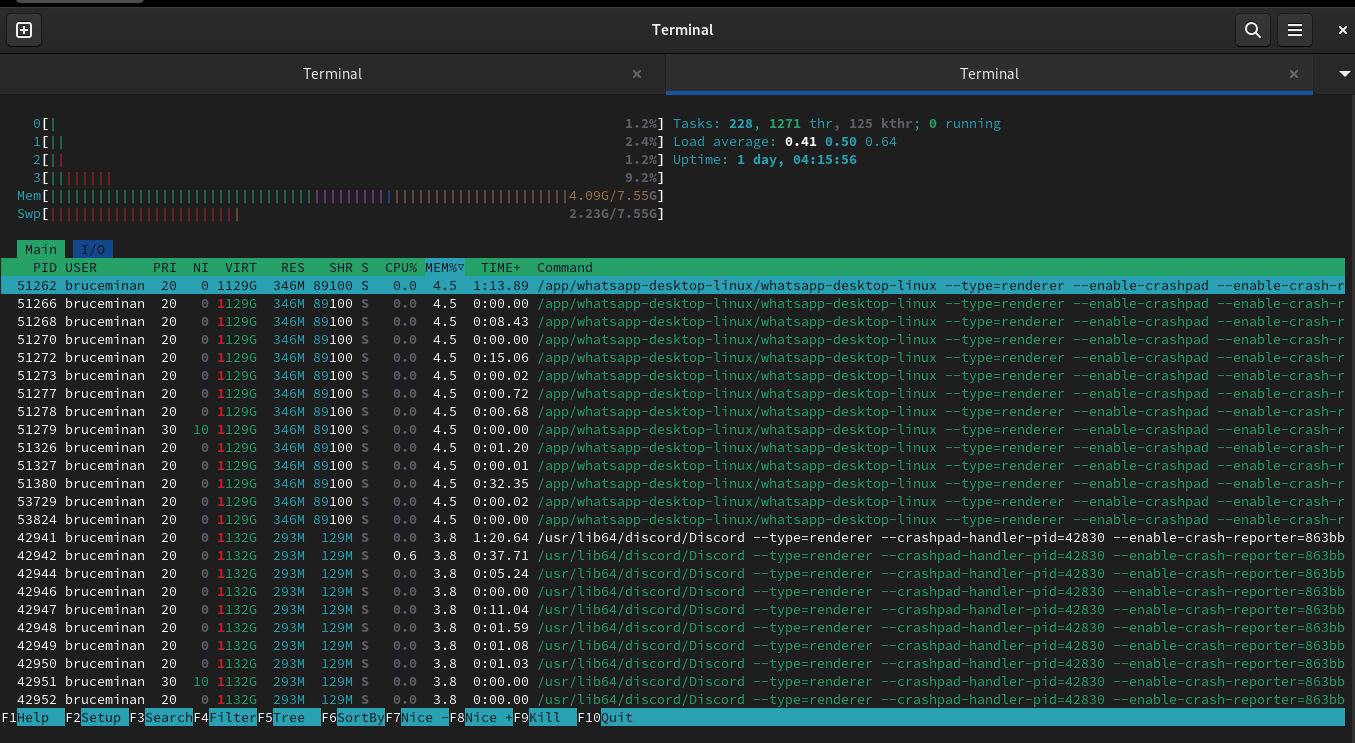 Terminal
Terminal × Terminal ×
0[| 1.2%] Tasks: 228, 1271 thr, 125 kthr; 0 running
1[|| 2.4%] Load average: 0.41 0.50 0.64
2[|| 1.2%] Uptime: 1 day, 04:15:56
3[|||||||| 9.2%]
Mem[||||||||||||||||||||||||||||||||||||||||||||||||||||||||||||||||4.09G/7.55G]
Swp[|||||||||||||||||||||||| 2.23G/7.55G]
Main I/O
PID USER PRI NI VIRT RES SHR S CPU% MEM%▽ TIME+ Command
51262 bruceminan 20 0 1129G 346M 89100 S 0.0 4.5 1:13.89 /app/whatsapp-desktop-linux/whatsapp-desktop-linux --type=renderer --enable-crashpad --enable-crash-r
51266 bruceminan 20 0 1129G 346M 89100 S 0.0 4.5 0:00.00 /app/whatsapp-desktop-linux/whatsapp-desktop-linux --type=renderer --enable-crashpad --enable-crash-r
51268 bruceminan 20 0 1129G 346M 89100 S 0.0 4.5 0:08.43 /app/whatsapp-desktop-linux/whatsapp-desktop-linux --type=renderer --enable-crashpad --enable-crash-r
51270 bruceminan 20 0 1129G 346M 89100 S 0.0 4.5 0:00.00 /app/whatsapp-desktop-linux/whatsapp-desktop-linux --type=renderer --enable-crashpad --enable-crash-r
51272 bruceminan 20 0 1129G 346M 89100 S 0.0 4.5 0:15.06 /app/whatsapp-desktop-linux/whatsapp-desktop-linux --type=renderer --enable-crashpad --enable-crash-r
51273 bruceminan 20 0 1129G 346M 89100 S 0.0 4.5 0:00.02 /app/whatsapp-desktop-linux/whatsapp-desktop-linux --type=renderer --enable-crashpad --enable-crash-r
51277 bruceminan 20 0 1129G 346M 89100 S 0.0 4.5 0:00.72 /app/whatsapp-desktop-linux/whatsapp-desktop-linux --type=renderer --enable-crashpad --enable-crash-r
51278 bruceminan 20 0 1129G 346M 89100 S 0.0 4.5 0:00.68 /app/whatsapp-desktop-linux/whatsapp-desktop-linux --type=renderer --enable-crashpad --enable-crash-r
51279 bruceminan 30 10 1129G 346M 89100 S 0.0 4.5 0:00.00 /app/whatsapp-desktop-linux/whatsapp-desktop-linux --type=renderer --enable-crashpad --enable-crash-r
51326 bruceminan 20 0 1129G 346M 89100 S 0.0 4.5 0:01.20 /app/whatsapp-desktop-linux/whatsapp-desktop-linux --type=renderer --enable-crashpad --enable-crash-r
51327 bruceminan 20 0 1129G 346M 89100 S 0.0 4.5 0:00.01 /app/whatsapp-desktop-linux/whatsapp-desktop-linux --type=renderer --enable-crashpad --enable-crash-r
51380 bruceminan 20 0 1129G 346M 89100 S 0.0 4.5 0:32.35 /app/whatsapp-desktop-linux/whatsapp-desktop-linux --type=renderer --enable-crashpad --enable-crash-r
53729 bruceminan 20 0 1129G 346M 89100 S 0.0 4.5 0:00.02 /app/whatsapp-desktop-linux/whatsapp-desktop-linux --type=renderer --enable-crashpad --enable-crash-r
53824 bruceminan 20 0 1129G 346M 89100 S 0.0 4.5 0:00.00 /app/whatsapp-desktop-linux/whatsapp-desktop-linux --type=renderer --enable-crashpad --enable-crash-r
42941 bruceminan 20 0 1132G 293M 129M S 0.0 3.8 1:20.64 /usr/lib64/discord/Discord --type=renderer --crashpad-handler-pid=42830 --enable-crash-reporter=863bb
42942 bruceminan 20 0 1132G 293M 129M S 0.6 3.8 0:37.71 /usr/lib64/discord/Discord --type=renderer --crashpad-handler-pid=42830 --enable-crash-reporter=863bb
42944 bruceminan 20 0 1132G 293M 129M S 0.0 3.8 0:05.24 /usr/lib64/discord/Discord --type=renderer --crashpad-handler-pid=42830 --enable-crash-reporter=863bb
42946 bruceminan 20 0 1132G 293M 129M S 0.0 3.8 0:00.00 /usr/lib64/discord/Discord --type=renderer --crashpad-handler-pid=42830 --enable-crash-reporter=863bb
42947 bruceminan 20 0 1132G 293M 129M S 0.0 3.8 0:11.04 /usr/lib64/discord/Discord --type=renderer --crashpad-handler-pid=42830 --enable-crash-reporter=863bb
42948 bruceminan 20 0 1132G 293M 129M S 0.0 3.8 0:01.59 /usr/lib64/discord/Discord --type=renderer --crashpad-handler-pid=42830 --enable-crash-reporter=863bb
42949 bruceminan 20 0 1132G 293M 129M S 0.0 3.8 0:01.08 /usr/lib64/discord/Discord --type=renderer --crashpad-handler-pid=42830 --enable-crash-reporter=863bb
42950 bruceminan 20 0 1132G 293M 129M S 0.0 3.8 0:01.03 /usr/lib64/discord/Discord --type=renderer --crashpad-handler-pid=42830 --enable-crash-reporter=863bb
42951 bruceminan 30 10 1132G 293M 129M S 0.0 3.8 0:00.00 /usr/lib64/discord/Discord --type=renderer --crashpad-handler-pid=42830 --enable-crash-reporter=863bb
42952 bruceminan 20 0 1132G 293M 129M S 0.0 3.8 0:00.00 /usr/lib64/discord/Discord --type=renderer --crashpad-handler-pid=42830 --enable-crash-reporter=863bb
F1Help F2Setup F3SearchF4FilterF5Tree F6SortByF7Nice -F8Nice +F9Kill F10Quit